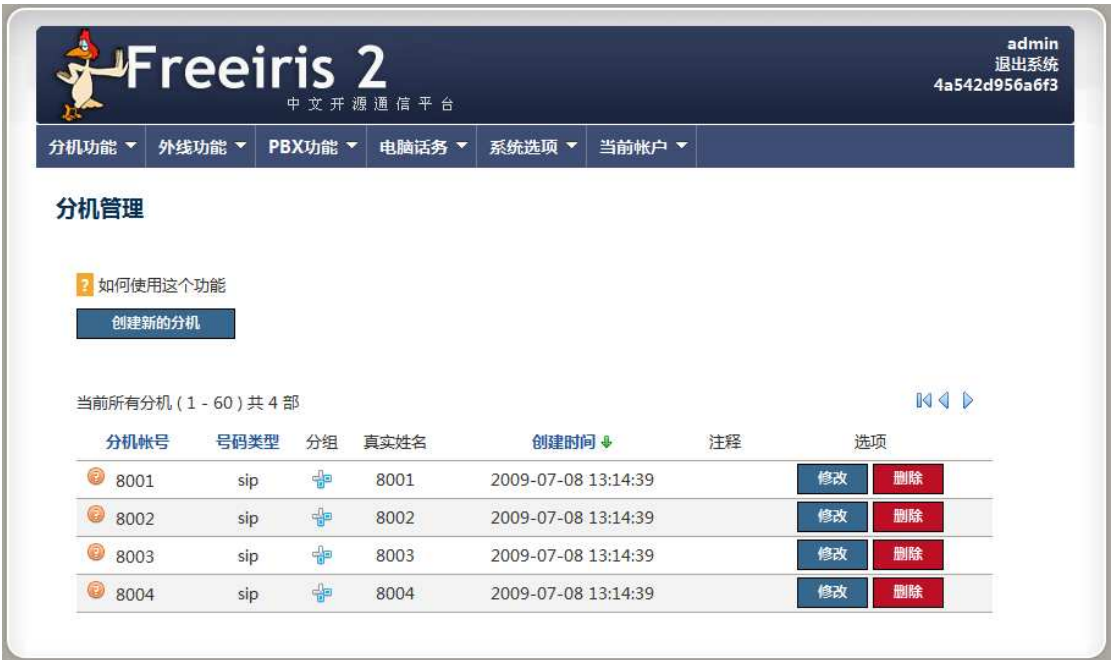 Freeiris 2
中文开源通信平台
admin
退出系统
4a542d956a6f3
分机功能 外线功能 PBX功能 电脑话务 系统选项 当前帐户
分机管理
? 如何使用这个功能
创建新的分机
当前所有分机 ( 1 - 60 ) 共 4 部
分机帐号 号码类型 分组 真实姓名 创建时间 注释 选项
8001 sip 8001 2009-07-08 13:14:39 修改 删除
8002 sip 8002 2009-07-08 13:14:39 修改 删除
8003 sip 8003 2009-07-08 13:14:39 修改 删除
8004 sip 8004 2009-07-08 13:14:39 修改 删除